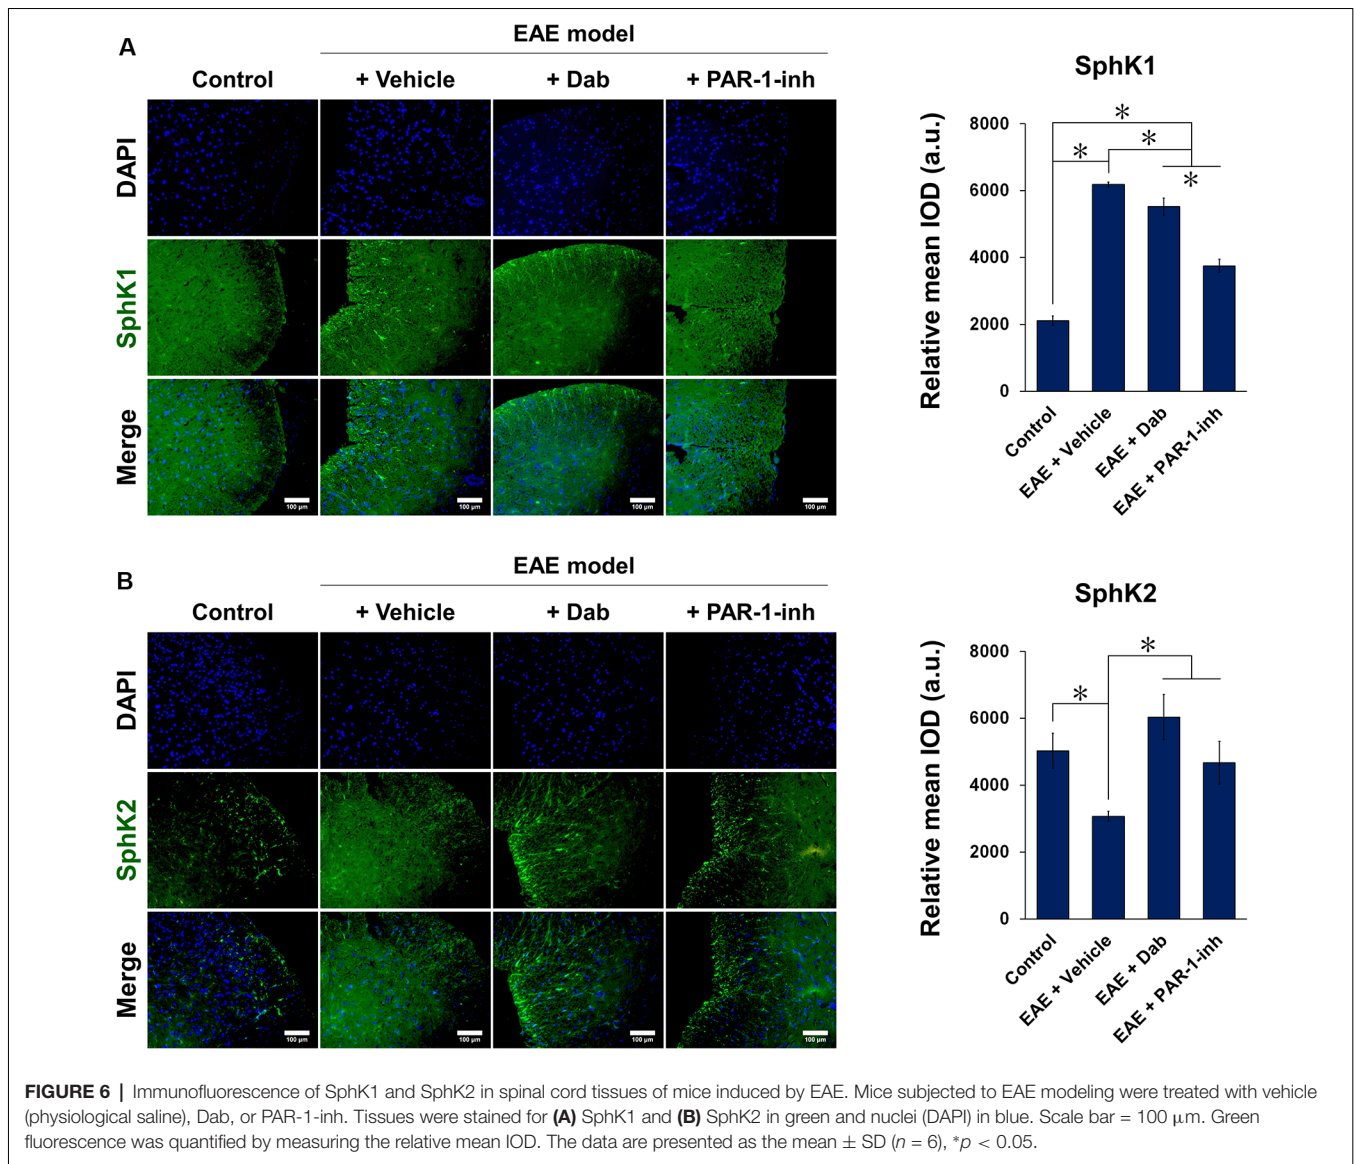 A
EAE model
Control
+ Vehicle
+ Dab
+ PAR-1-inh
DAPI
SphK1
Merge
100 μm
100 μm
100 μm
100 μm
SphK1
Relative mean IOD (a.u.)
8000
6000
4000
2000
0
*
*
*
*
Control
EAE + Vehicle
EAE + Dab
EAE + PAR-1-inh
B
EAE model
Control
+ Vehicle
+ Dab
+ PAR-1-inh
DAPI
SphK2
Merge
100 μm
100 μm
100 μm
100 μm
SphK2
Relative mean IOD (a.u.)
8000
6000
4000
2000
0
*
*
Control
EAE + Vehicle
EAE + Dab
EAE + PAR-1-inh
FIGURE 6 | Immunofluorescence of SphK1 and SphK2 in spinal cord tissues of mice induced by EAE. Mice subjected to EAE modeling were treated with vehicle
(physiological saline), Dab, or PAR-1-inh. Tissues were stained for (A) SphK1 and (B) SphK2 in green and nuclei (DAPI) in blue. Scale bar = 100 μm. Green
fluorescence was quantified by measuring the relative mean IOD. The data are presented as the mean ± SD (n = 6), *p < 0.05.